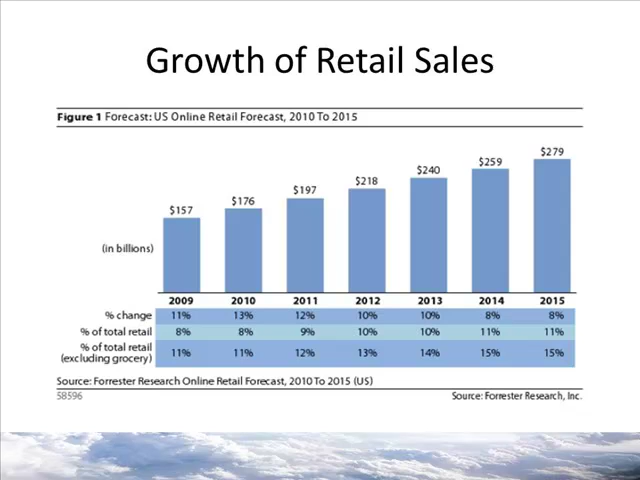 Growth of Retail Sales
Figure 1 Forecast: US Online Retail Forecast, 2010 To 2015
$157 $176 $197 $218 $240 $259 $279
(in billions)
2009 2010 2011 2012 2013 2014 2015
% change 11% 13% 12% 10% 10% 8% 8%
% of total retail 8% 8% 9% 10% 10% 11% 11%
% of total retail
(excluding grocery) 11% 11% 12% 13% 14% 15% 15%
Source: Forrester Research Online Retail Forecast, 2010 To 2015 (US)
58596 Source: Forrester Research, Inc.